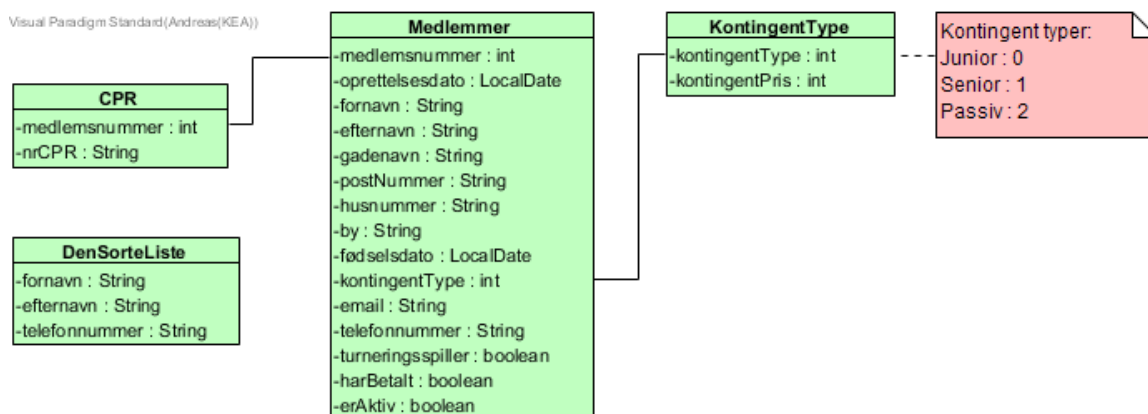 Visual Paradigm Standard(Andreas(KEA))
CPR
-medlemsnummer : int
-nrCPR : String
DenSorteListe
-fornavn : String
-efternavn : String
-telefonnummer : String
Medlemmer
-medlemsnummer : int
-oprettelsesdato : LocalDate
-fornavn : String
-efternavn : String
-gadenavn : String
-postNummer : String
-husnummer : String
-by : String
-fødselsdato : LocalDate
-kontingentType : int
-email : String
-telefonnummer : String
-turneringsspiller : boolean
-harBetalt : boolean
-erAktiv : boolean
KontingentType
-kontingentType : int
-kontingentPris : int
Kontingent typer:
Junior : 0
Senior : 1
Passiv : 2